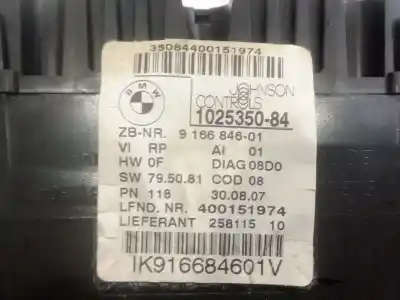 35084400151974
BMW
JOHNSON
CONTROLS
1025350-84
ZB-NR. 9 166 846-01
VI RP AI 01
HW 0F DIAG 08D0
SW 79.50.81 COD 08
PN 118 30.08.07
LFND. NR. 400151974
LIEFERANT 258115 10
IK916684601V